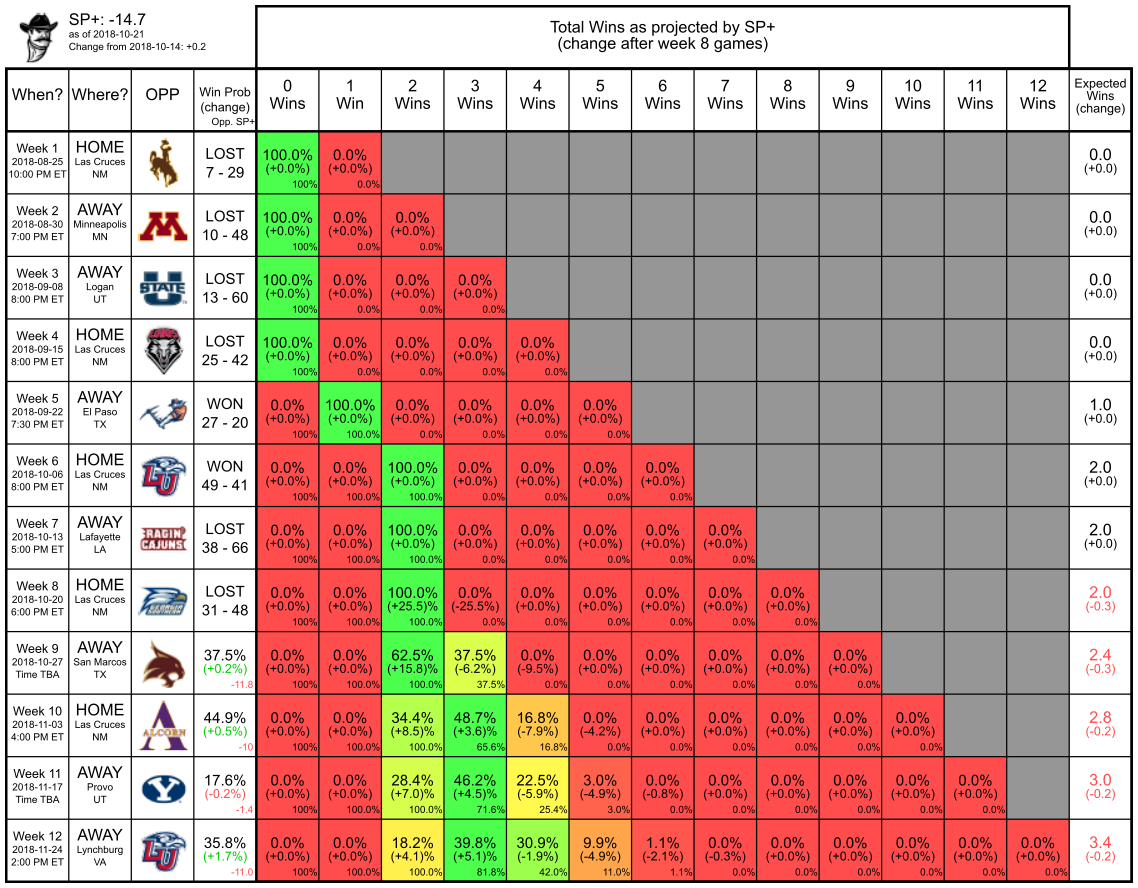 SP+: -14.7
as of 2018-10-21
Change from 2018-10-14: +0.2
Total Wins as projected by SP+
(change after week 8 games)
When? Where? OPP Win Prob (change) Opp. SP+ 0 Wins 1 Win 2 Wins 3 Wins 4 Wins 5 Wins 6 Wins 7 Wins 8 Wins 9 Wins 10 Wins 11 Wins 12 Wins Expected Wins (change)
Week 1 HOME LOST 100.0% 0.0% 0.0
2018-08-25 Las Cruces 7 - 29 (+0.0%) (+0.0%) (+0.0)
10:00 PM ET NM 100% 0.0%
Week 2 AWAY M LOST 100.0% 0.0% 0.0% 0.0
2018-08-30 Minneapolis 10 - 48 (+0.0%) (+0.0%) (+0.0%) (+0.0)
7:00 PM ET MN 100% 0.0% 0.0%
Week 3 AWAY U STATE LOST 100.0% 0.0% 0.0% 0.0% 0.0
2018-09-08 Logan 13 - 60 (+0.0%) (+0.0%) (+0.0%) (+0.0%) (+0.0)
8:00 PM ET UT 100% 0.0% 0.0% 0.0%
Week 4 HOME LOST 100.0% 0.0% 0.0% 0.0% 0.0% 0.0
2018-09-15 Las Cruces 25 - 42 (+0.0%) (+0.0%) (+0.0%) (+0.0%) (+0.0%) (+0.0)
8:00 PM ET NM 100% 0.0% 0.0% 0.0% 0.0%
Week 5 AWAY WON 0.0% 100.0% 0.0% 0.0% 0.0% 0.0% 1.0
2018-09-22 El Paso 27 - 20 (+0.0%) (+0.0%) (+0.0%) (+0.0%) (+0.0%) (+0.0%) (+0.0)
7:30 PM ET TX 100% 100.0% 0.0% 0.0% 0.0% 0.0%
Week 6 HOME LU WON 0.0% 0.0% 100.0% 0.0% 0.0% 0.0% 0.0% 2.0
2018-10-06 Las Cruces 49 - 41 (+0.0%) (+0.0%) (+0.0%) (+0.0%) (+0.0%) (+0.0%) (+0.0%) (+0.0)
8:00 PM ET NM 100% 100.0% 100.0% 0.0% 0.0% 0.0% 0.0%
Week 7 AWAY RAGIN' CAJUNS LOST 0.0% 0.0% 100.0% 0.0% 0.0% 0.0% 0.0% 0.0% 2.0
2018-10-13 Lafayette 38 - 66 (+0.0%) (+0.0%) (+0.0%) (+0.0%) (+0.0%) (+0.0%) (+0.0%) (+0.0%) (+0.0)
5:00 PM ET LA 100% 100.0% 100.0% 0.0% 0.0% 0.0% 0.0% 0.0%
Week 8 HOME GEORGIA SOUTHERN LOST 0.0% 0.0% 100.0% 0.0% 0.0% 0.0% 0.0% 0.0% 0.0% 2.0
2018-10-20 Las Cruces 31 - 48 (+0.0%) (+0.0%) (+25.5)% (-25.5%) (+0.0%) (+0.0%) (+0.0%) (+0.0%) (+0.0%) (-0.3)
6:00 PM ET NM 100% 100.0% 100.0% 0.0% 0.0% 0.0% 0.0% 0.0% 0.0%
Week 9 AWAY 37.5% 0.0% 0.0% 62.5% 37.5% 0.0% 0.0% 0.0% 0.0% 0.0% 0.0% 2.4
2018-10-27 San Marcos (+0.2%) (+0.0%) (+0.0%) (+15.8)% (-6.2%) (-9.5%) (+0.0%) (+0.0%) (+0.0%) (+0.0%) (+0.0%) (-0.3)
Time TBA TX -11.8 100% 100.0% 100.0% 37.5% 0.0% 0.0% 0.0% 0.0% 0.0% 0.0%
Week 10 HOME A ALCORN 44.9% 0.0% 0.0% 34.4% 48.7% 16.8% 0.0% 0.0% 0.0% 0.0% 0.0% 0.0% 2.8
2018-11-03 Las Cruces (+0.5%) (+0.0%) (+0.0%) (+8.5)% (+3.6)% (-7.9%) (-4.2%) (+0.0%) (+0.0%) (+0.0%) (+0.0%) (+0.0%) (-0.2)
4:00 PM ET NM -10 100% 100.0% 100.0% 65.6% 16.8% 0.0% 0.0% 0.0% 0.0% 0.0% 0.0%
Week 11 AWAY Y 17.6% 0.0% 0.0% 28.4% 46.2% 22.5% 3.0% 0.0% 0.0% 0.0% 0.0% 0.0% 0.0% 3.0
2018-11-17 Provo (-0.2%) (+0.0%) (+0.0%) (+7.0)% (+4.5)% (-5.9%) (-4.9%) (-0.8%) (+0.0%) (+0.0%) (+0.0%) (+0.0%) (+0.0%) (-0.2)
Time TBA UT -1.4 100% 100.0% 100.0% 71.6% 25.4% 3.0% 0.0% 0.0% 0.0% 0.0% 0.0% 0.0%
Week 12 AWAY LU 35.8% 0.0% 0.0% 18.2% 39.8% 30.9% 9.9% 1.1% 0.0% 0.0% 0.0% 0.0% 0.0% 0.0% 3.4
2018-11-24 Lynchburg (+1.7%) (+0.0%) (+0.0%) (+4.1)% (+5.1)% (-1.9%) (-4.9%) (-2.1%) (-0.3%) (+0.0%) (+0.0%) (+0.0%) (+0.0%) (+0.0%) (-0.2)
2:00 PM ET VA -11.0 100% 100.0% 100.0% 81.8% 42.0% 11.0% 1.1% 0.0% 0.0% 0.0% 0.0% 0.0% 0.0%